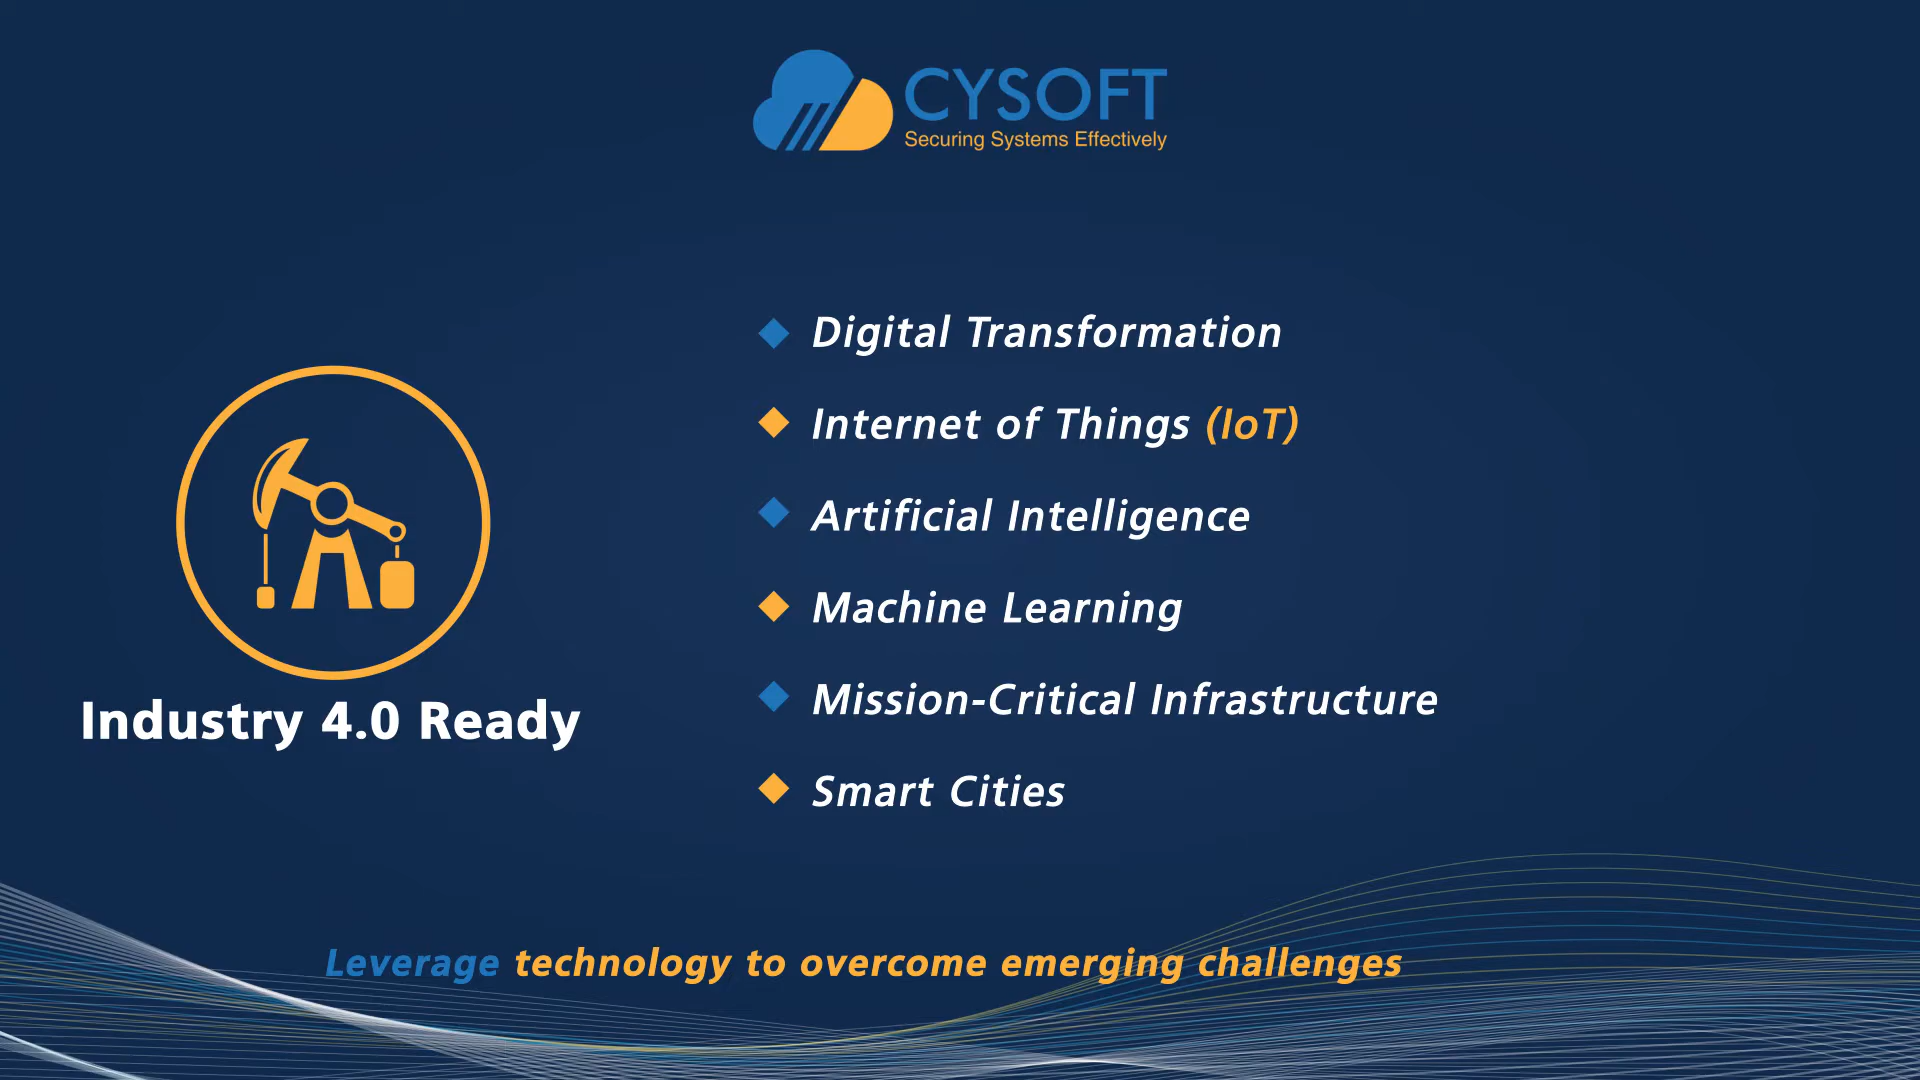 CYSOFT
Securing Systems Effectively
Digital Transformation
Internet of Things (IoT)
Artificial Intelligence
Machine Learning
Mission-Critical Infrastructure
Smart Cities
Industry 4.0 Ready
Leverage technology to overcome emerging challenges